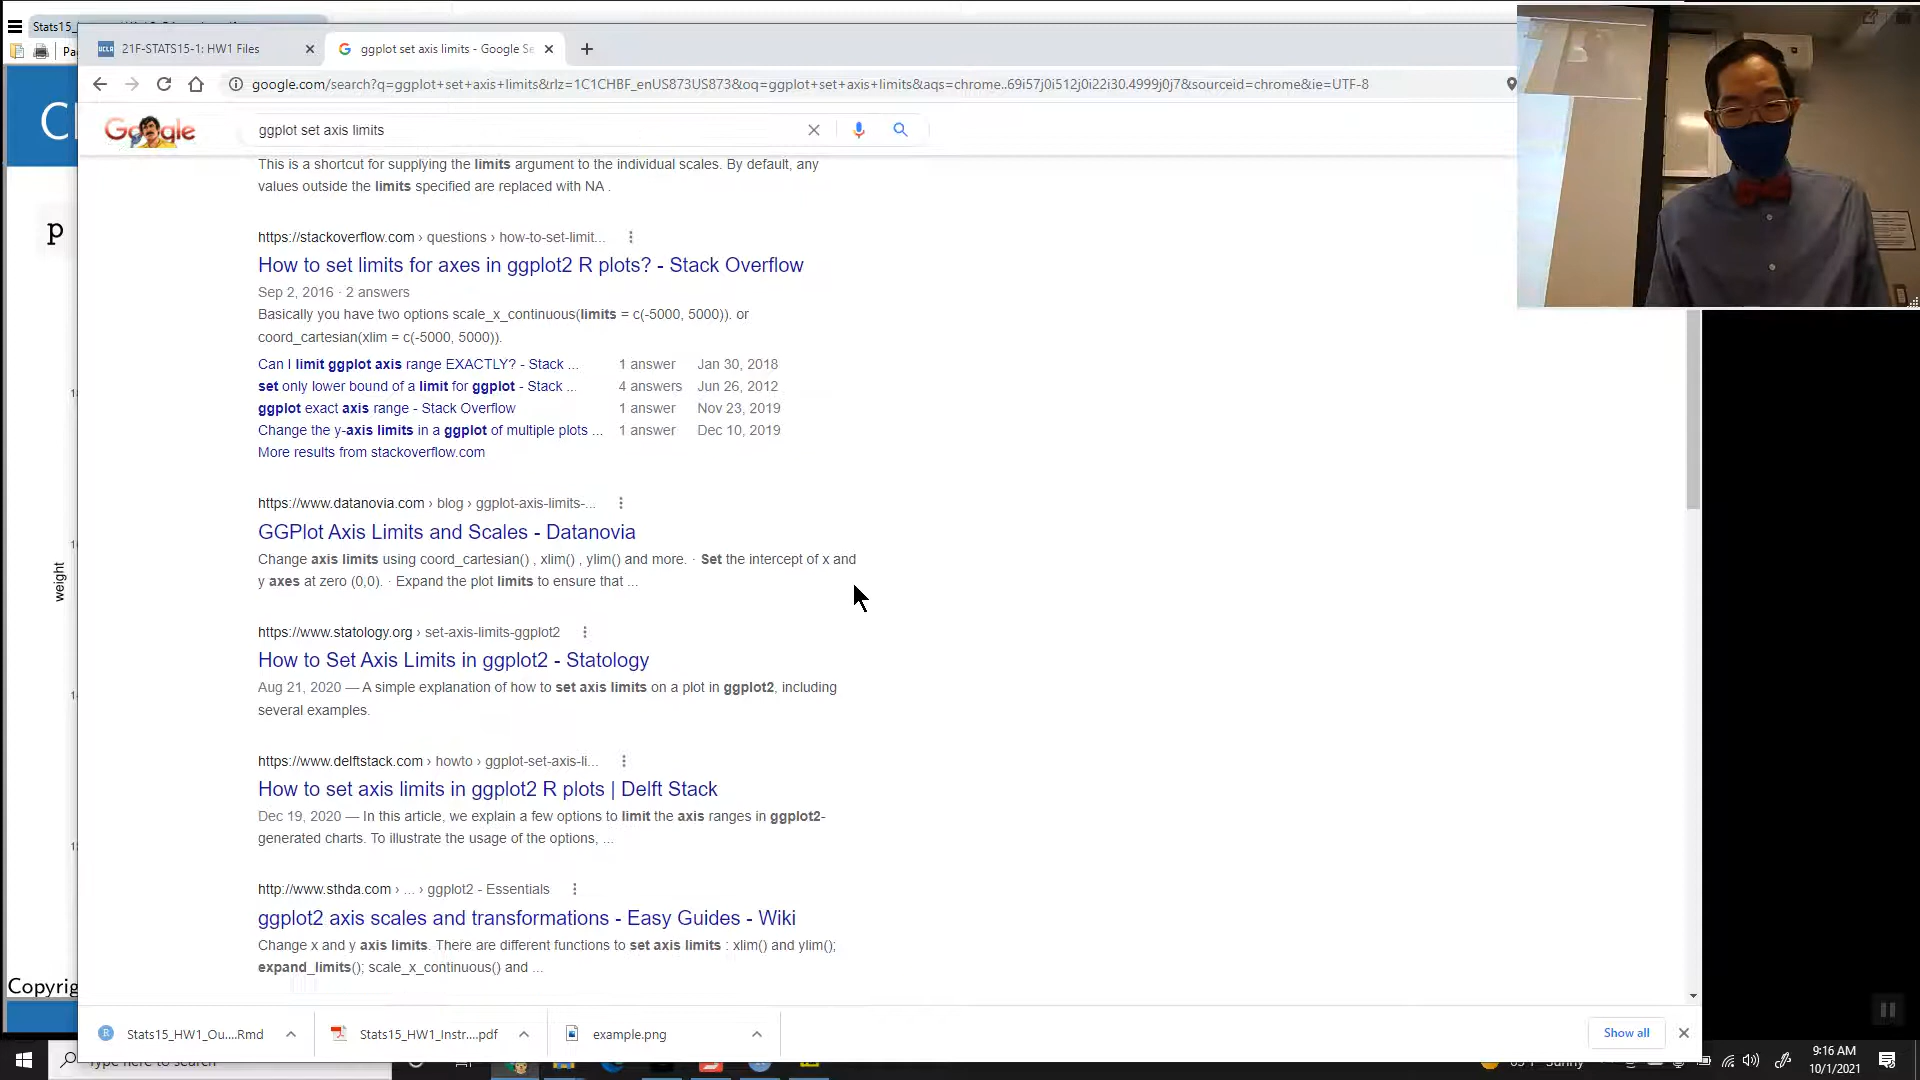 Stats15_
21F-STATS15-1: HW1 Files
ggplot set axis limits - Google Se
google.com/search?q=ggplot+set+axis+limits&rlz=1C1CHBF_enUS873US873&oq=ggplot+set+axis+limits&aqs=chrome..69i57j0i512j0i22i30.4999j0j7&sourceid=chrome&ie=UTF-8
Google
ggplot set axis limits
This is a shortcut for supplying the limits argument to the individual scales. By default, any
values outside the limits specified are replaced with NA .
p
https://stackoverflow.com › questions › how-to-set-limit...
How to set limits for axes in ggplot2 R plots? - Stack Overflow
Sep 2, 2016 · 2 answers
Basically you have two options scale_x_continuous(limits = c(-5000, 5000)). or
coord_cartesian(xlim = c(-5000, 5000)).
Can I limit ggplot axis range EXACTLY? - Stack ... 1 answer Jan 30, 2018
set only lower bound of a limit for ggplot - Stack ... 4 answers Jun 26, 2012
ggplot exact axis range - Stack Overflow 1 answer Nov 23, 2019
Change the y-axis limits in a ggplot of multiple plots ... 1 answer Dec 10, 2019
More results from stackoverflow.com
https://www.datanovia.com › blog › ggplot-axis-limits-...
GGPlot Axis Limits and Scales - Datanovia
Change axis limits using coord_cartesian() , xlim() , ylim() and more. · Set the intercept of x and
y axes at zero (0,0). · Expand the plot limits to ensure that ...
weight
https://www.statology.org › set-axis-limits-ggplot2
How to Set Axis Limits in ggplot2 - Statology
Aug 21, 2020 — A simple explanation of how to set axis limits on a plot in ggplot2, including
several examples.
https://www.delftstack.com › howto › ggplot-set-axis-li...
How to set axis limits in ggplot2 R plots | Delft Stack
Dec 19, 2020 — In this article, we explain a few options to limit the axis ranges in ggplot2-
generated charts. To illustrate the usage of the options, ...
http://www.sthda.com › ... › ggplot2 - Essentials
ggplot2 axis scales and transformations - Easy Guides - Wiki
Change x and y axis limits. There are different functions to set axis limits : xlim() and ylim();
expand_limits(); scale_x_continuous() and ...
Copyrig
Stats15_HW1_Ou....Rmd
Stats15_HW1_Instr....pdf
example.png
Show all
Type here to search
Sunny
9:16 AM
10/1/2021